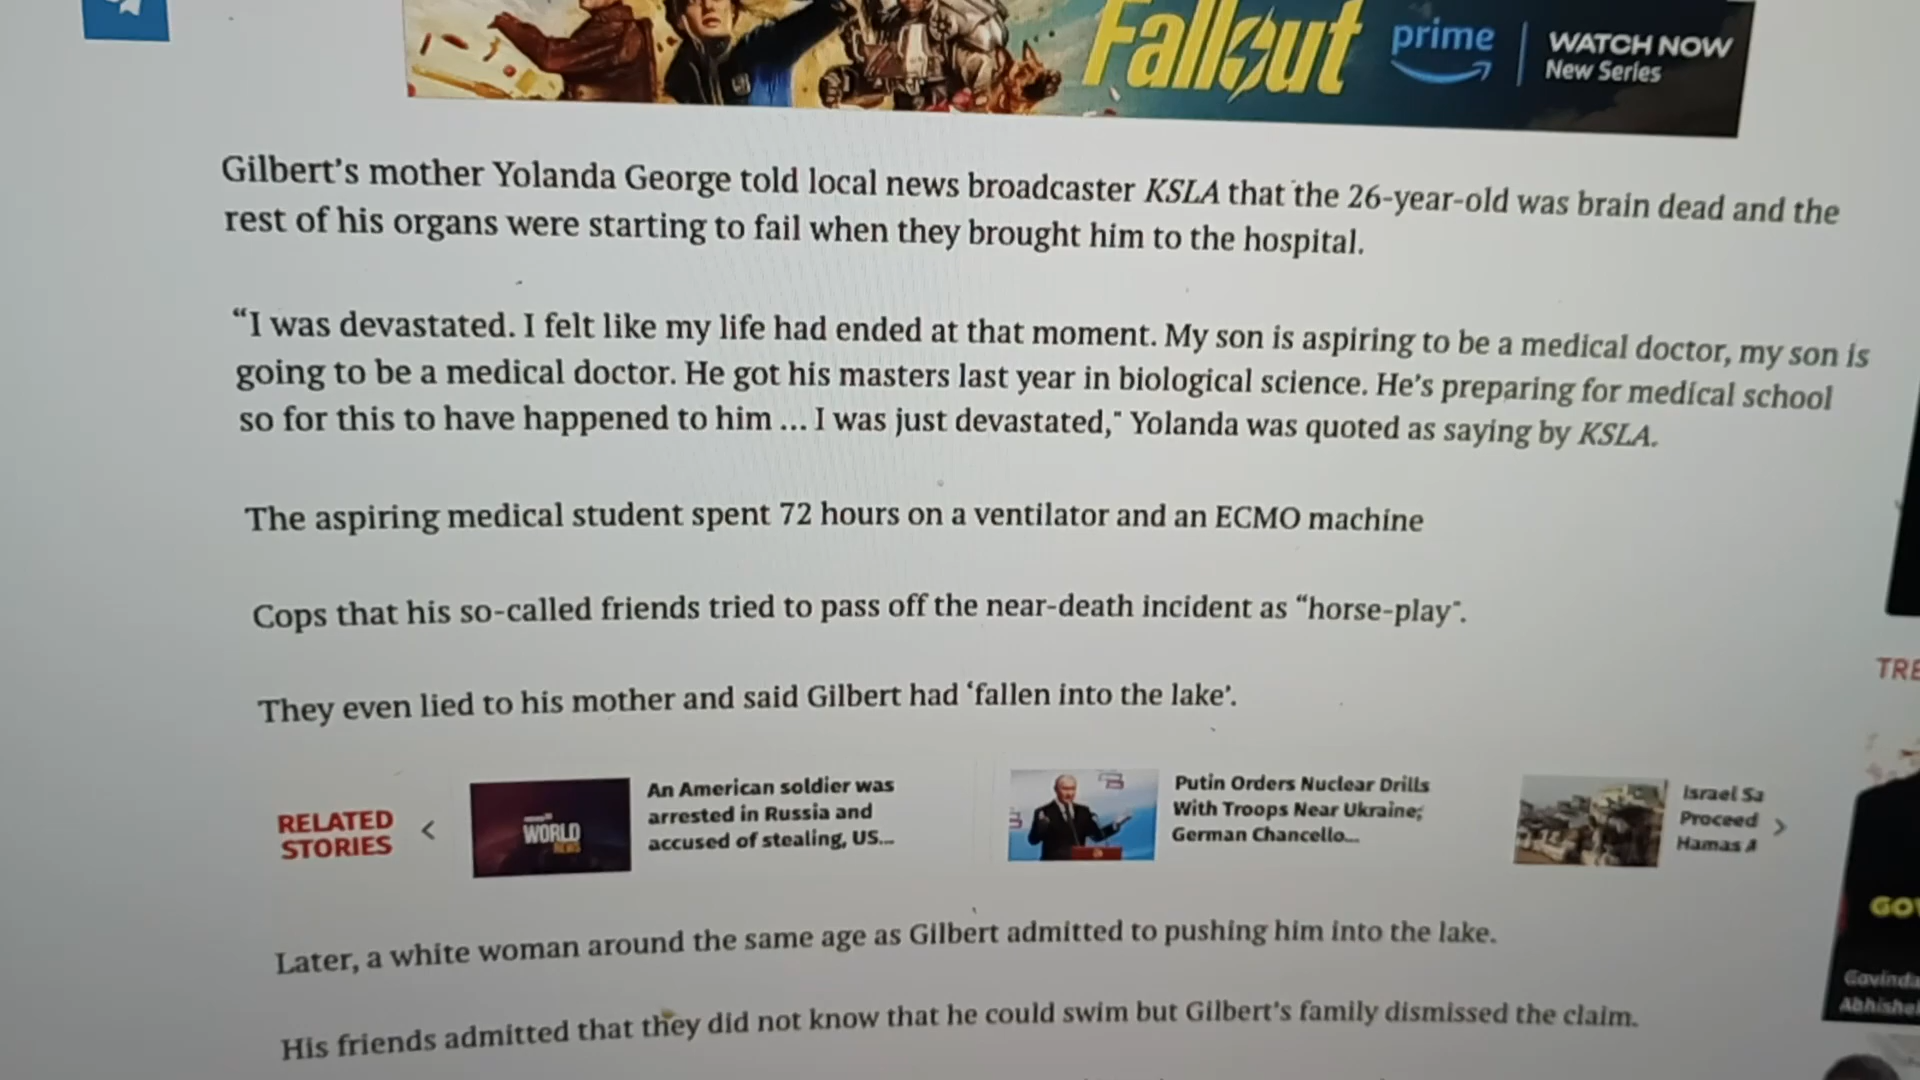 Fallout
prime
WATCH NOW
New Series
Gilbert's mother Yolanda George told local news broadcaster KSLA that the 26-year-old was brain dead and the
rest of his organs were starting to fail when they brought him to the hospital.
“I was devastated. I felt like my life had ended at that moment. My son is aspiring to be a medical doctor, my son is
going to be a medical doctor. He got his masters last year in biological science. He's preparing for medical school
so for this to have happened to him ... I was just devastated," Yolanda was quoted as saying by KSLA.
The aspiring medical student spent 72 hours on a ventilator and an ECMO machine
Cops that his so-called friends tried to pass off the near-death incident as “horse-play".
They even lied to his mother and said Gilbert had ‘fallen into the lake’.
RELATED
STORIES
WORLD
NEWS
An American soldier was
arrested in Russia and
accused of stealing, US...
Putin Orders Nuclear Drills
With Troops Near Ukraine;
German Chancello...
Israel Sa
Proceed
Hamas A
TRE
GOV
Govinda
Abhishe
Later, a white woman around the same age as Gilbert admitted to pushing him into the lake.
His friends admitted that they did not know that he could swim but Gilbert's family dismissed the claim.